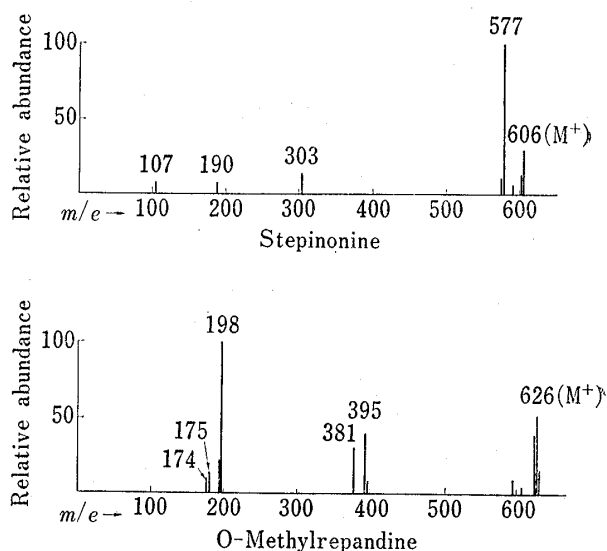 577
100
Relative abundance
50
606(M⁺)
107 190 303
m/e → 100 200 300 400 500 600
Stepinonine
198
100
Relative abundance
626(M⁺)
50
175
381 395
174
m/e → 100 200 300 400 500 600
O-Methylrepandine